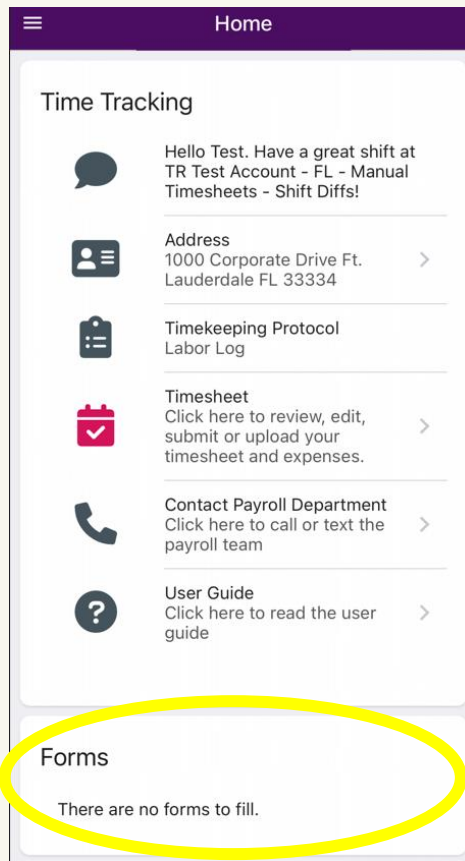 Home
Time Tracking
Hello Test. Have a great shift at
TR Test Account - FL - Manual
Timesheets - Shift Diffs!
Address
1000 Corporate Drive Ft.
Lauderdale FL 33334
Timekeeping Protocol
Labor Log
Timesheet
Click here to review, edit,
submit or upload your
timesheet and expenses.
Contact Payroll Department
Click here to call or text the
payroll team
User Guide
Click here to read the user
guide
Forms
There are no forms to fill.